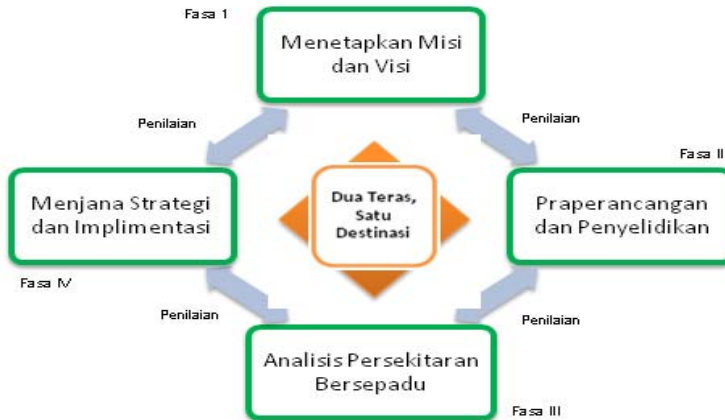 Fasa 1
Menetapkan Misi
dan Visi
Penilaian
Penilaian
Fasa II
Menjana Strategi
dan Implimentasi
Dua Teras,
Satu
Destinasi
Praperancangan
dan Penyelidikan
Fasa IV
Penilaian
Penilaian
Analisis Persekitaran
Bersepadu
Fasa III